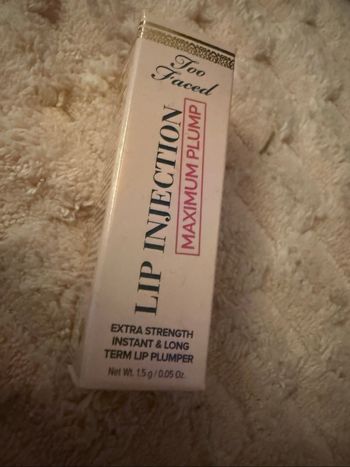 Too
Faced
LIP INJECTION
MAXIMUM PLUMP
EXTRA STRENGTH
INSTANT & LONG
TERM LIP PLUMPER
Net Wt. 1.5 g / 0.05 Oz.